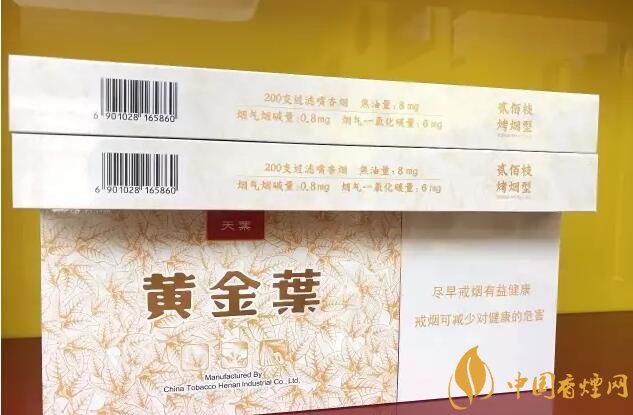 200支过滤嘴香烟 焦油量:8mg
烟气烟碱量:0.8mg 烟气一氧化碳量:6mg
贰佰枝
烤烟型
6 901028 165860
200支过滤嘴香烟 焦油量:8mg
烟气烟碱量:0.8mg 烟气一氧化碳量:6mg
贰佰枝
烤烟型
6 901028 165860
天葉
黄金葉
Manufactured By
China Tobacco Henan Industrial Co., Ltd.
尽早戒烟有益健康
戒烟可减少对健康的危害
中国香煙网